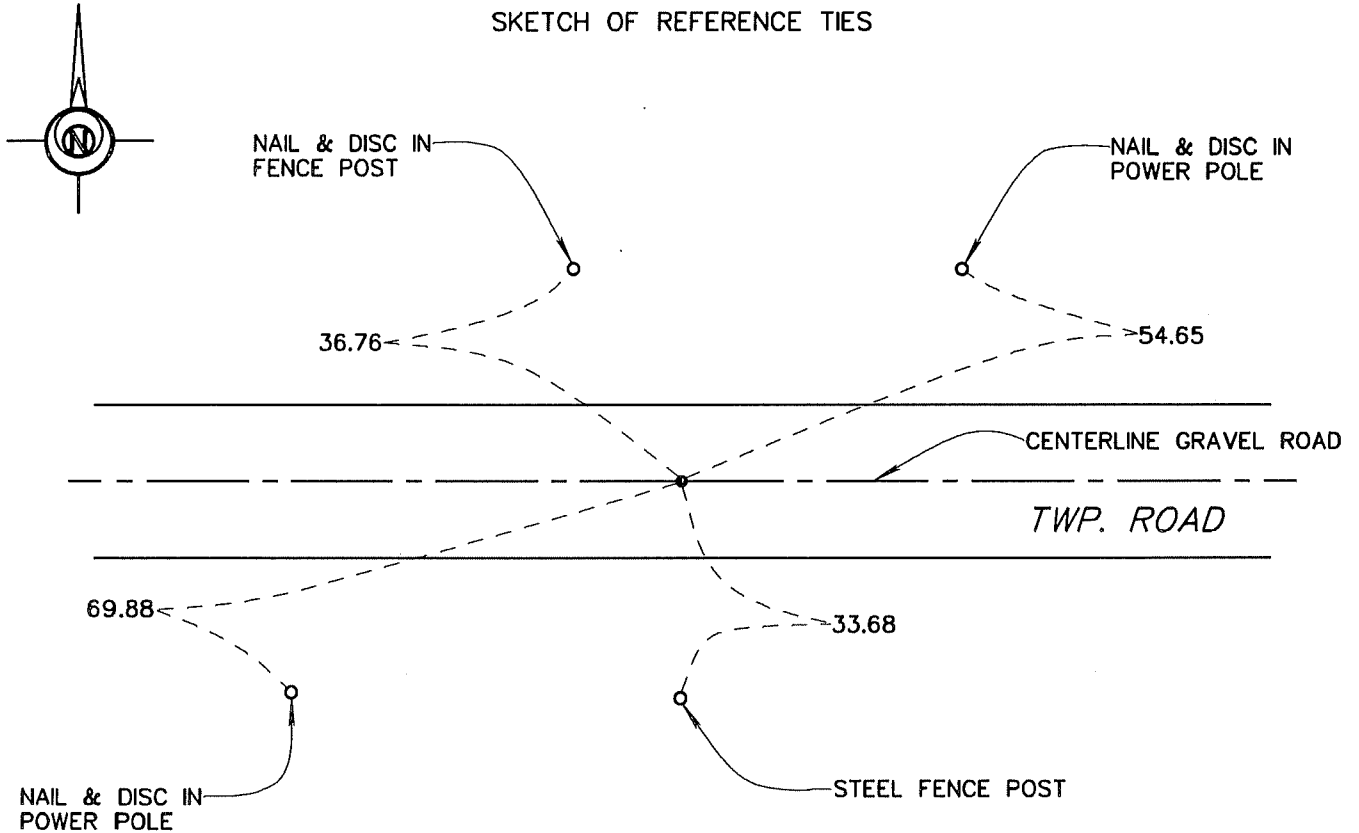 SKETCH OF REFERENCE TIES
N
NAIL & DISC IN
FENCE POST
NAIL & DISC IN
POWER POLE
36.76
54.65
CENTERLINE GRAVEL ROAD
TWP. ROAD
69.88
33.68
NAIL & DISC IN
POWER POLE
STEEL FENCE POST